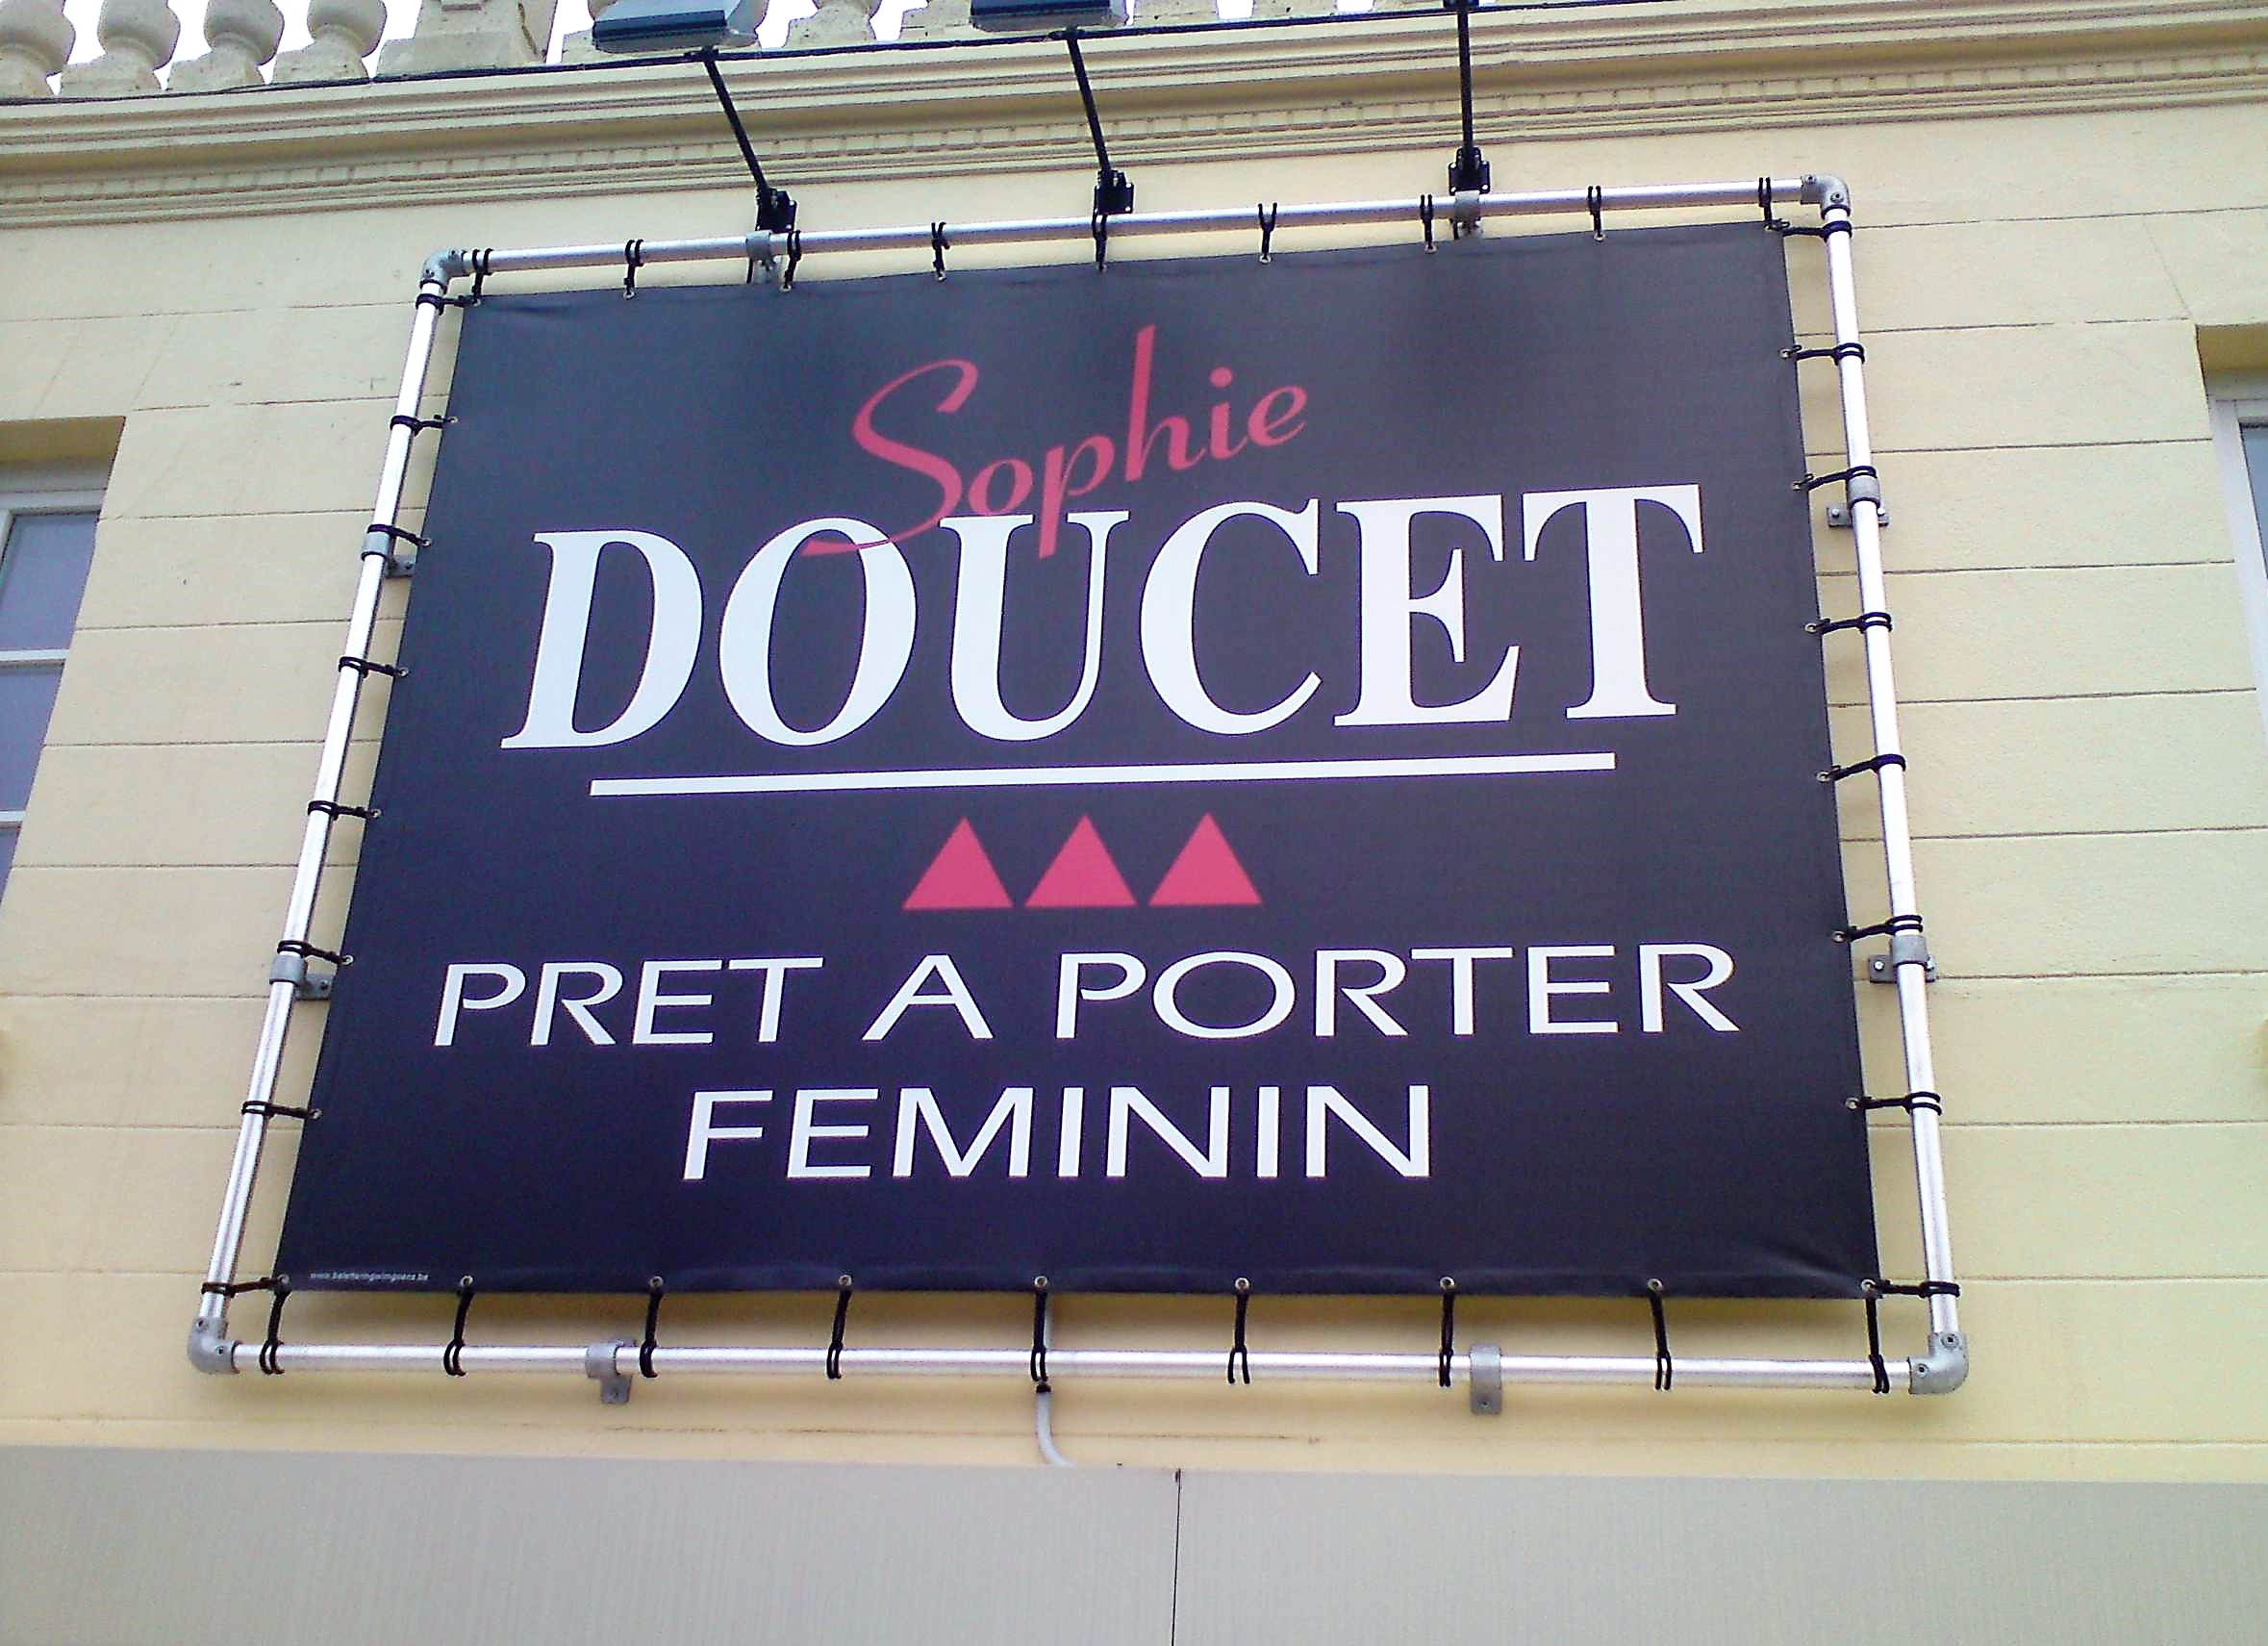 Sophie
DOUCET
PRET A PORTER
FEMININ